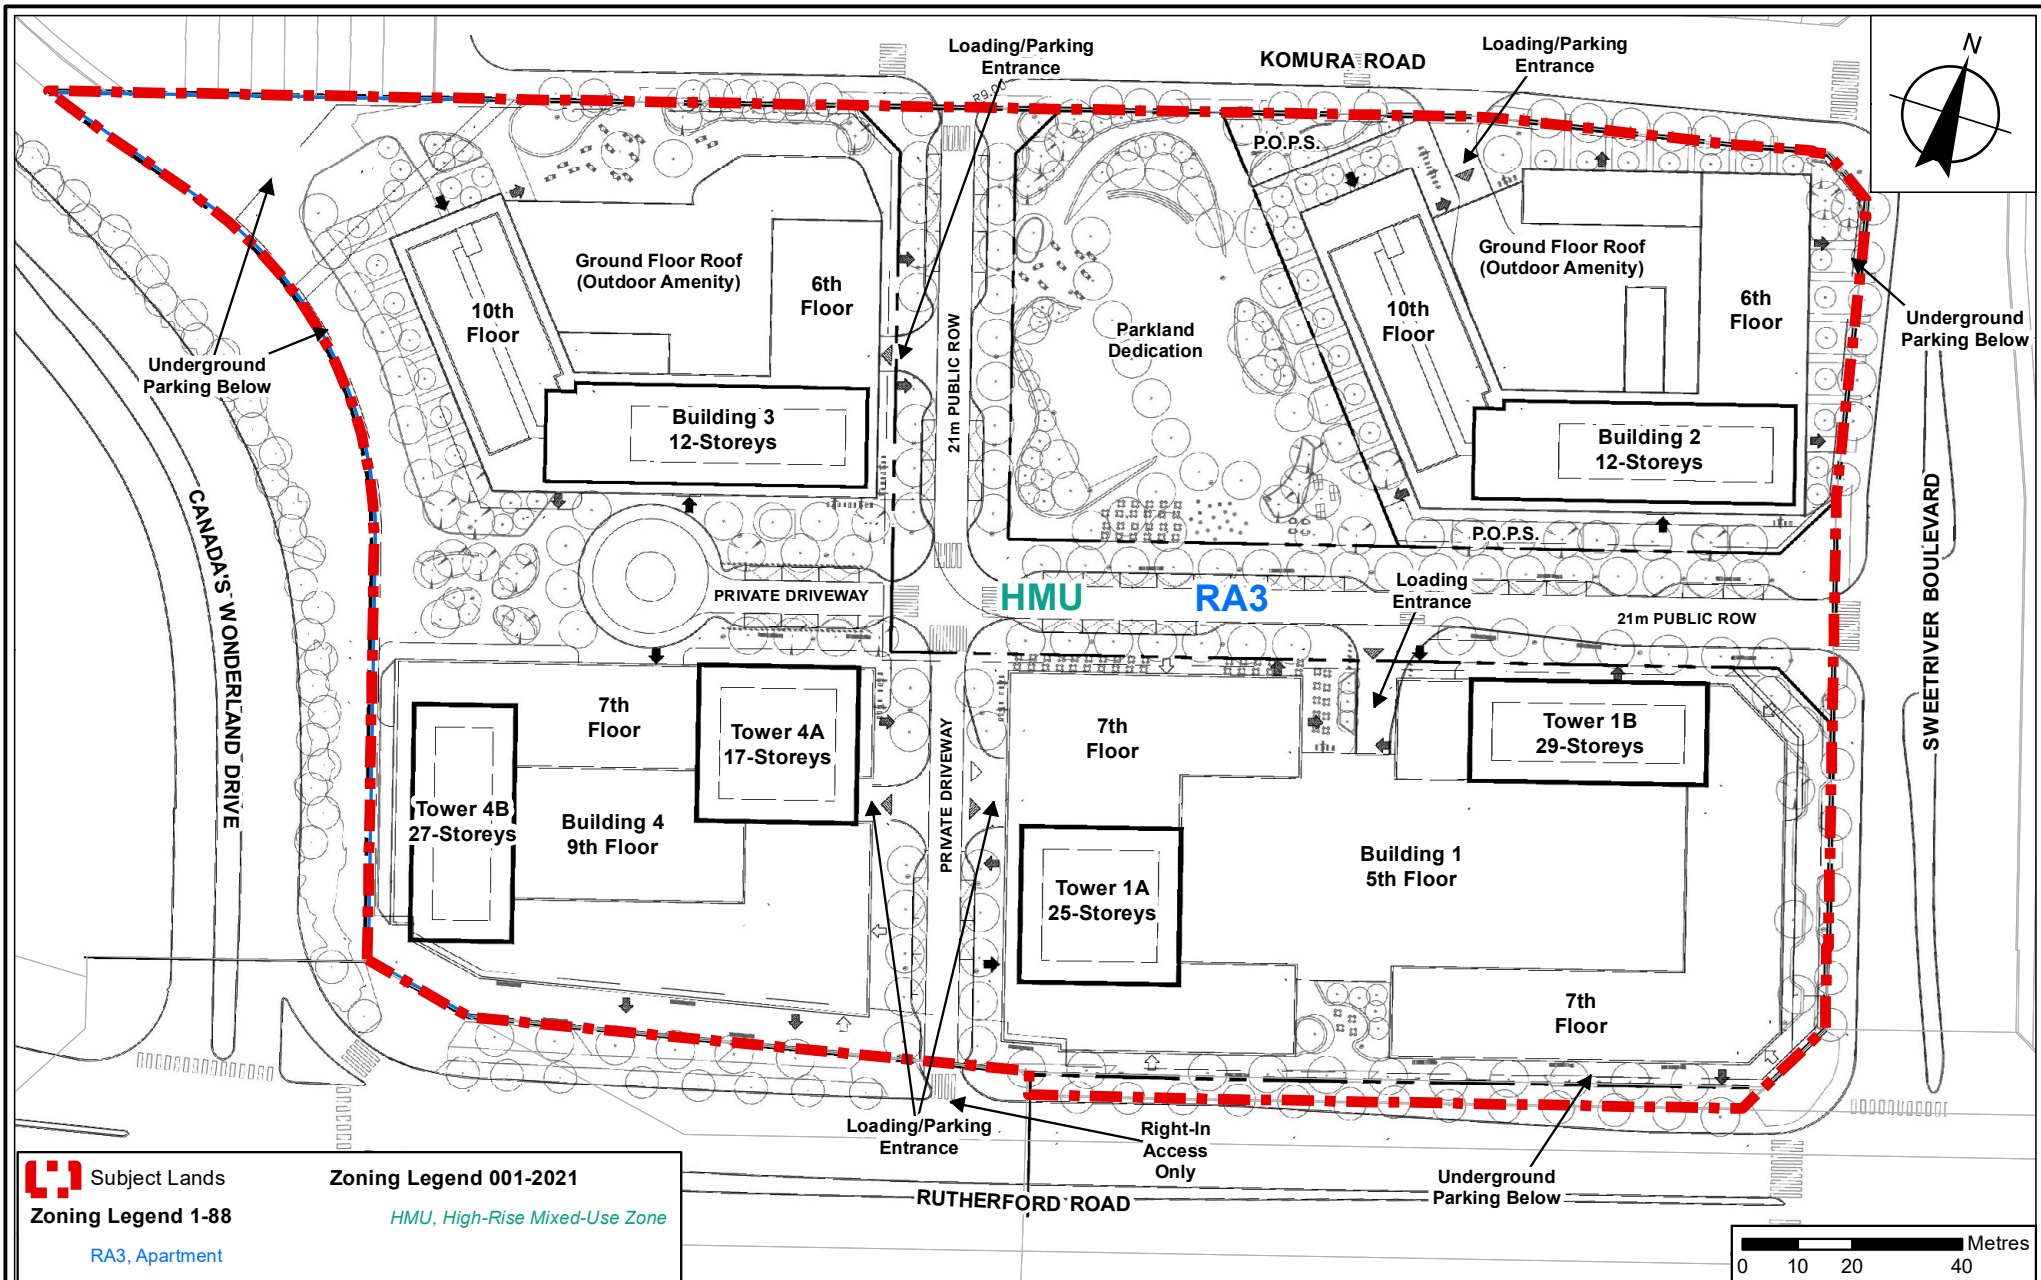 Loading/Parking
Entrance
KOMURA ROAD
Loading/Parking
Entrance
N
R9.00
P.O.P.S.
Ground Floor Roof
(Outdoor Amenity)
6th
Floor
10th
Floor
Underground
Parking Below
Building 3
12-Storeys
21m PUBLIC ROW
Parkland
Dedication
Ground Floor Roof
(Outdoor Amenity)
10th
Floor
6th
Floor
Underground
Parking Below
Building 2
12-Storeys
P.O.P.S.
CANADA'S WONDERLAND DRIVE
SWEETRIVER BOULEVARD
PRIVATE DRIVEWAY
HMU
RA3
Loading
Entrance
21m PUBLIC ROW
7th
Floor
Tower 4A
17-Storeys
Tower 4B
27-Storeys
Building 4
9th Floor
PRIVATE DRIVEWAY
7th
Floor
Tower 1B
29-Storeys
Building 1
5th Floor
Tower 1A
25-Storeys
7th
Floor
Loading/Parking
Entrance
Right-In
Access
Only
Underground
Parking Below
RUTHERFORD ROAD
Subject Lands
Zoning Legend 001-2021
Zoning Legend 1-88
HMU, High-Rise Mixed-Use Zone
RA3, Apartment
Metres
0 10 20 40